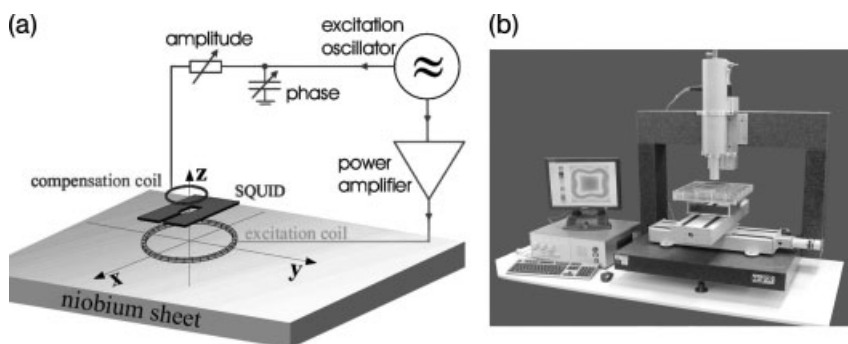 (a)
excitation
oscillator
amplitude
≈
phase
power
amplifier
compensation coil
z
SQUID
excitation coil
x
y
niobium sheet
(b)